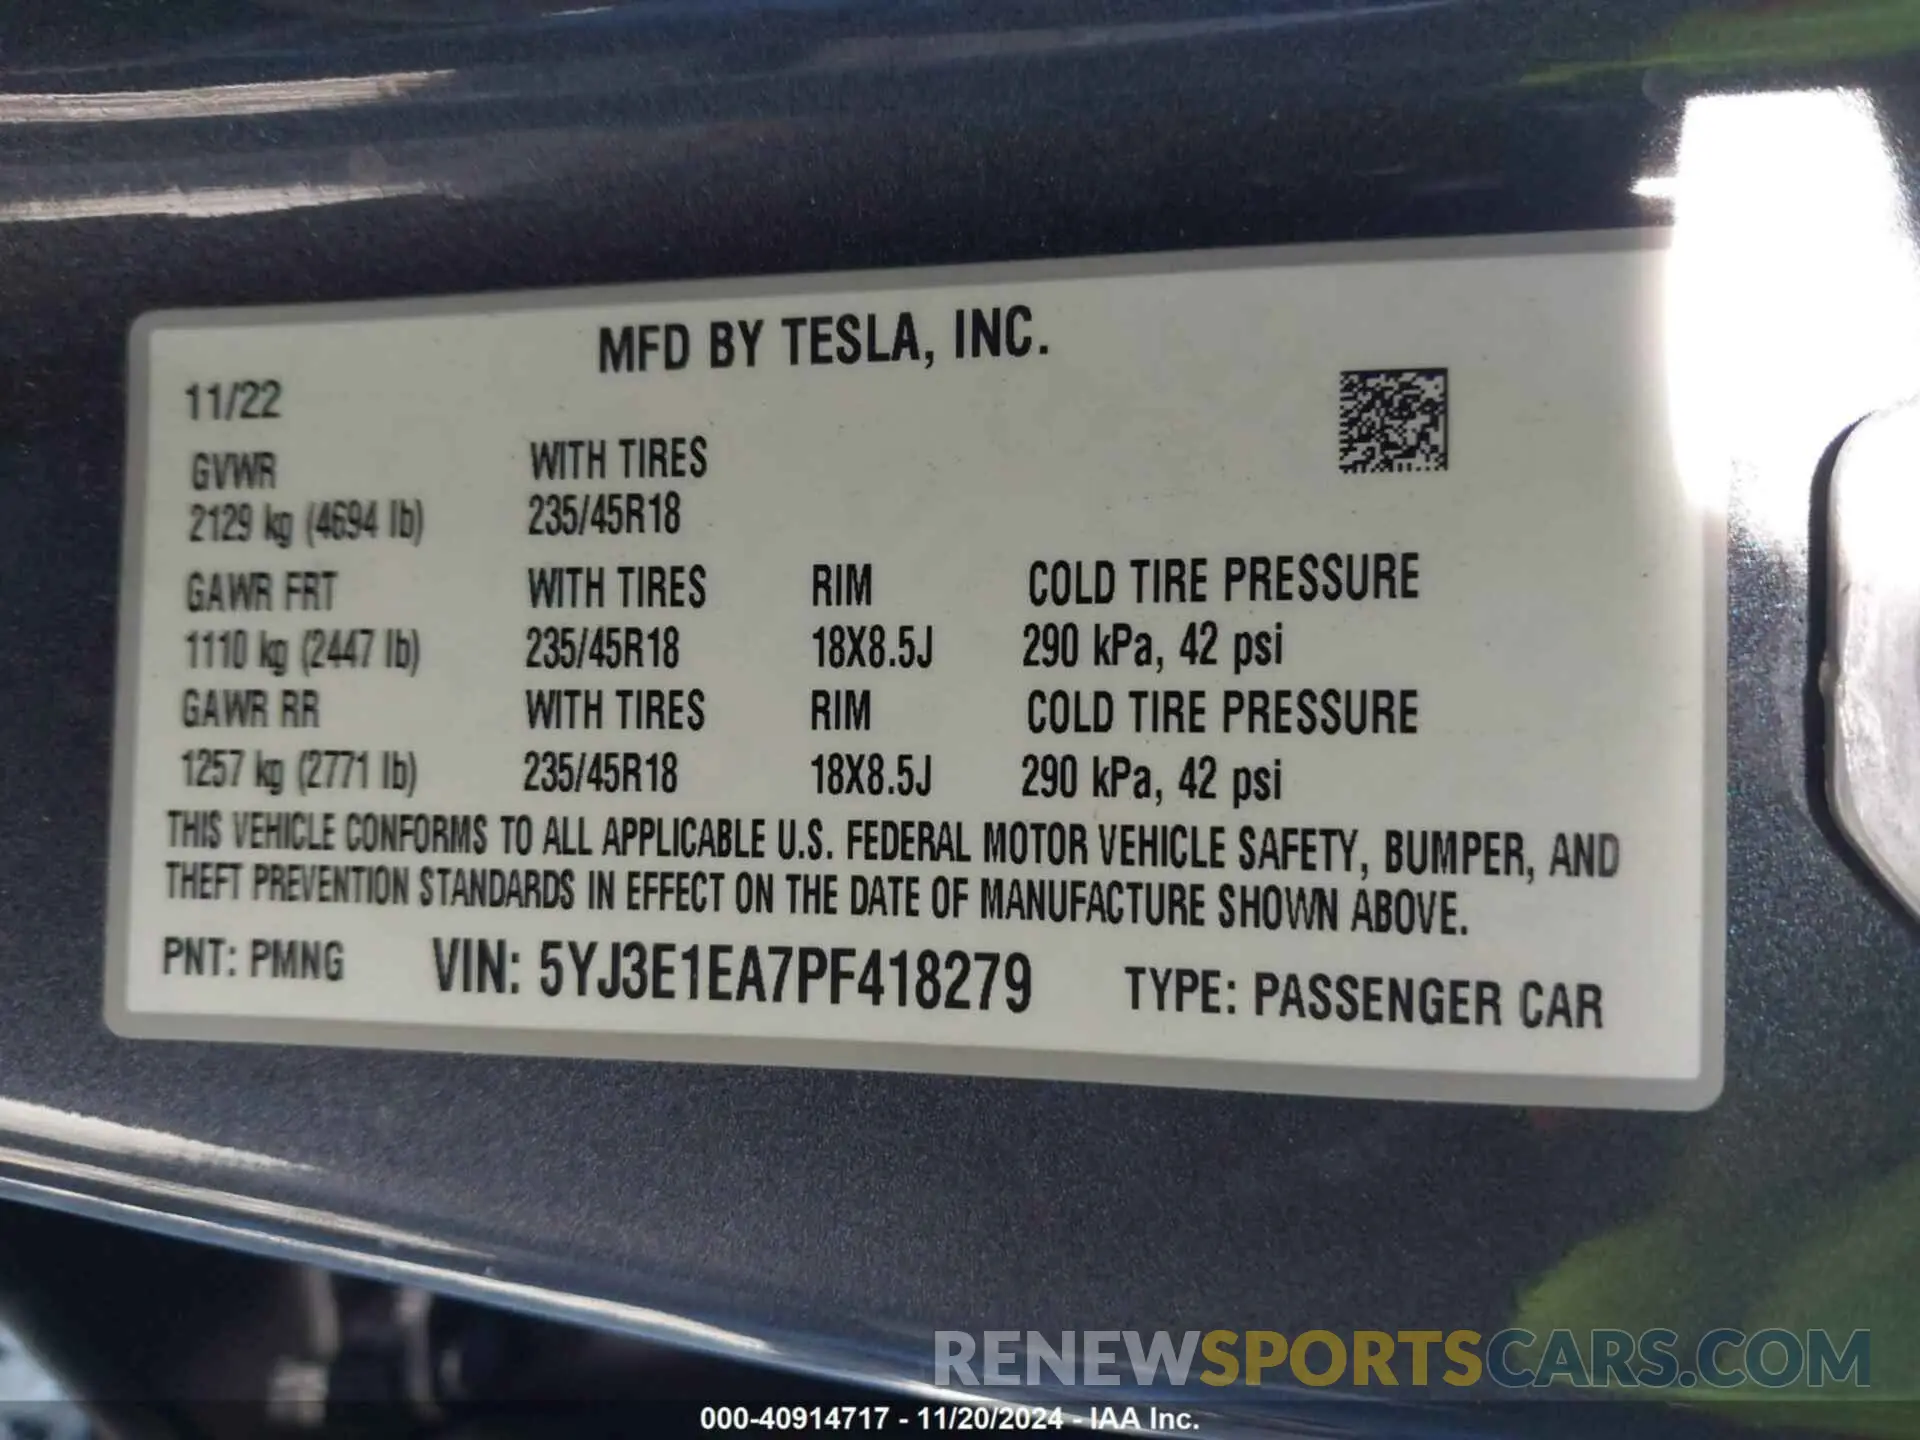 MFD BY TESLA, INC.
11/22
GVWR WITH TIRES
2129 kg (4694 lb) 235/45R18
GAWR FRT WITH TIRES RIM COLD TIRE PRESSURE
1110 kg (2447 lb) 235/45R18 18X8.5J 290 kPa, 42 psi
GAWR RR WITH TIRES RIM COLD TIRE PRESSURE
1257 kg (2771 lb) 235/45R18 18X8.5J 290 kPa, 42 psi
THIS VEHICLE CONFORMS TO ALL APPLICABLE U.S. FEDERAL MOTOR VEHICLE SAFETY, BUMPER, AND
THEFT PREVENTION STANDARDS IN EFFECT ON THE DATE OF MANUFACTURE SHOWN ABOVE.
PNT: PMNG VIN: 5YJ3E1EA7PF418279 TYPE: PASSENGER CAR
RENEWSPORTSCARS.COM
000-40914717 - 11/20/2024 - IAA Inc.